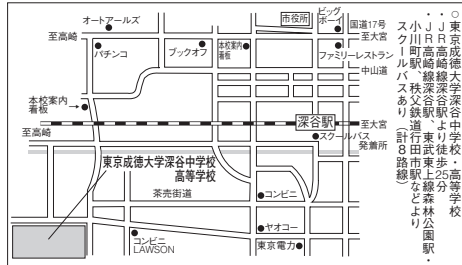 ○東京成徳大学深谷中学校・高等学校
・JR高崎線深谷駅より徒歩25分
・JR高崎線深谷駅、東武東上線森林公園駅・
小川町駅、秩父鉄道行田市駅などより
スクールバスあり(計8路線)
オートアールズ
市役所
ビッグ
ボーイ
国道17号
至高崎
至大宮
パチンコ
ブックオフ
本校案内
看板
ファミリーレストラン
中山道
本校案内
看板
深谷駅
至大宮
至高崎
スクールバス
発着所
東京成徳大学深谷中学校
高等学校
茶売街道
コンビニ
ヤオコー
コンビニ
LAWSON
東京電力